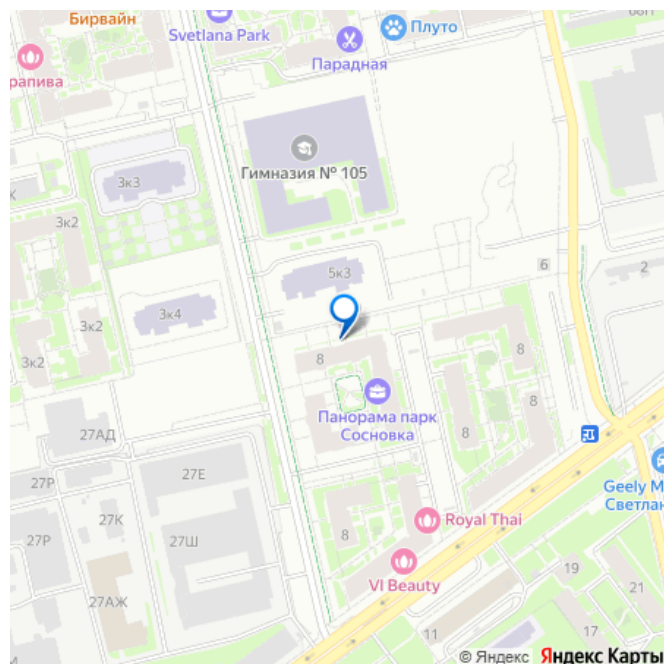 Бирвайн
Svetlana Park
Плуто
Парадная
рапива
Гимназия № 105
3к3
3к2
3к4
5к3
6
2
3к2
3к2
8
8
8
8
Панорама парк
Сосновка
27АД
27Е
27Р
27К
27Р
27Ш
27АЖ
8
Royal Thai
VI Beauty
Geely М
Светлан
19
21
11
© Яндекс Яндекс Карты